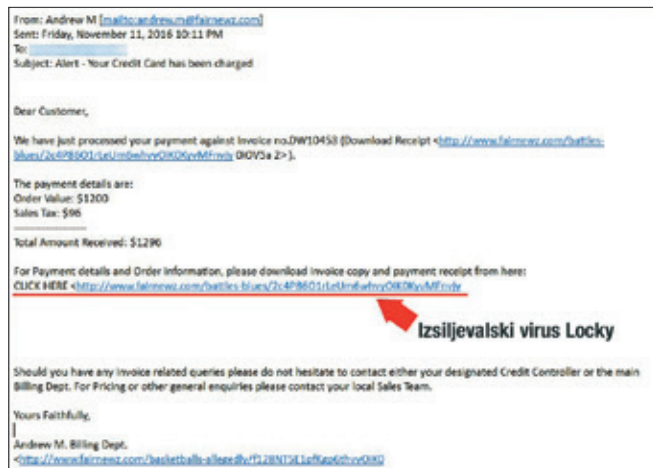 From: Andrew M [mailto:andrew.m@fairnewz.com]
Sent: Friday, November 11, 2016 10:11 PM
To:
Subject: Alert - Your Credit Card has been charged
Dear Customer,
We have just processed your payment against Invoice no.DW10453 (Download Receipt <http://www.fairnewz.com/battles-
blues/
The payment details are:
Order Value: $1200
Sales Tax: $96
--------------------
Total Amount Received: $1296
For Payment details and Order Information, please download Invoice copy and payment receipt from here:
CLICK HERE <http://www.fairnewz.com/battles-blues/
Izsiljevalski virus Locky
Should you have any invoice related queries please do not hesitate to contact either your designated Credit Controller or the main
Billing Dept. For Pricing or other general enquiries please contact your local Sales Team.
Yours Faithfully,
Andrew M. Billing Dept.
<http://www.fairnewz.com/basketballs-allegedly/